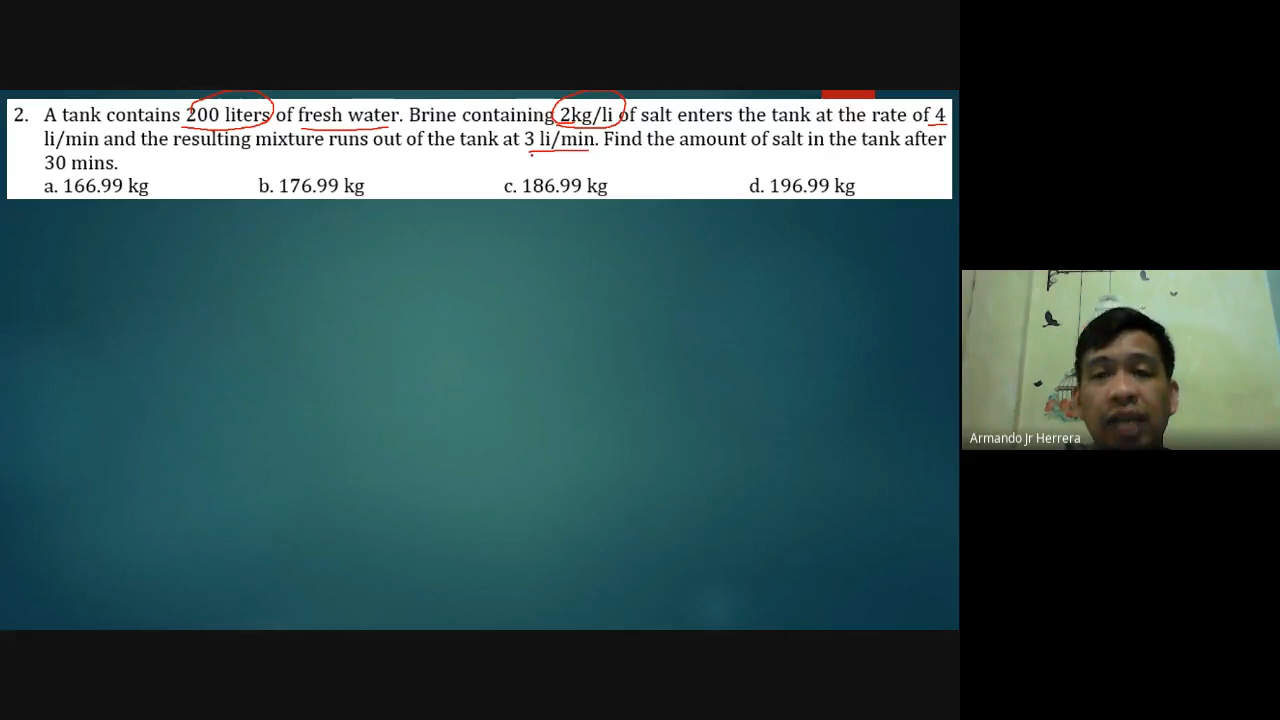 2. A tank contains 200 liters of fresh water. Brine containing 2kg/li of salt enters the tank at the rate of 4
li/min and the resulting mixture runs out of the tank at 3 li/min. Find the amount of salt in the tank after
30 mins.
a. 166.99 kg b. 176.99 kg c. 186.99 kg d. 196.99 kg
Armando Jr Herrera